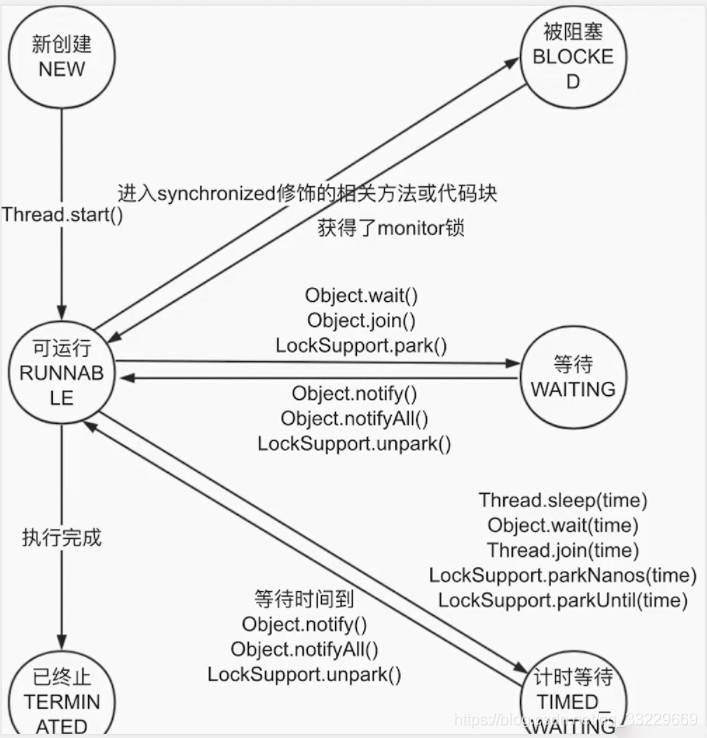 新创建
NEW
被阻塞
BLOCKE
D
进入synchronized修饰的相关方法或代码块
Thread.start()
获得了monitor锁
Object.wait()
Object.join()
LockSupport.park()
可运行
RUNNAB
LE
等待
WAITING
Object.notify()
Object.notifyAll()
LockSupport.unpark()
Thread.sleep(time)
Object.wait(time)
Thread.join(time)
LockSupport.parkNanos(time)
LockSupport.parkUntil(time)
执行完成
等待时间到
Object.notify()
Object.notifyAll()
LockSupport.unpark()
已终止
TERMIN
ATED
计时等待
TIMED_
WAITING